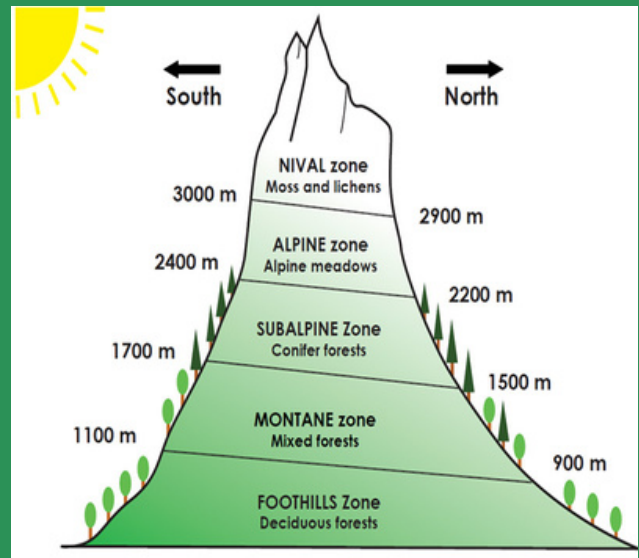 South
North
NIVAL zone
Moss and lichens
3000 m
2900 m
ALPINE zone
Alpine meadows
2400 m
2200 m
SUBALPINE Zone
Conifer forests
1700 m
1500 m
MONTANE zone
Mixed forests
1100 m
900 m
FOOTHILLS Zone
Deciduous forests